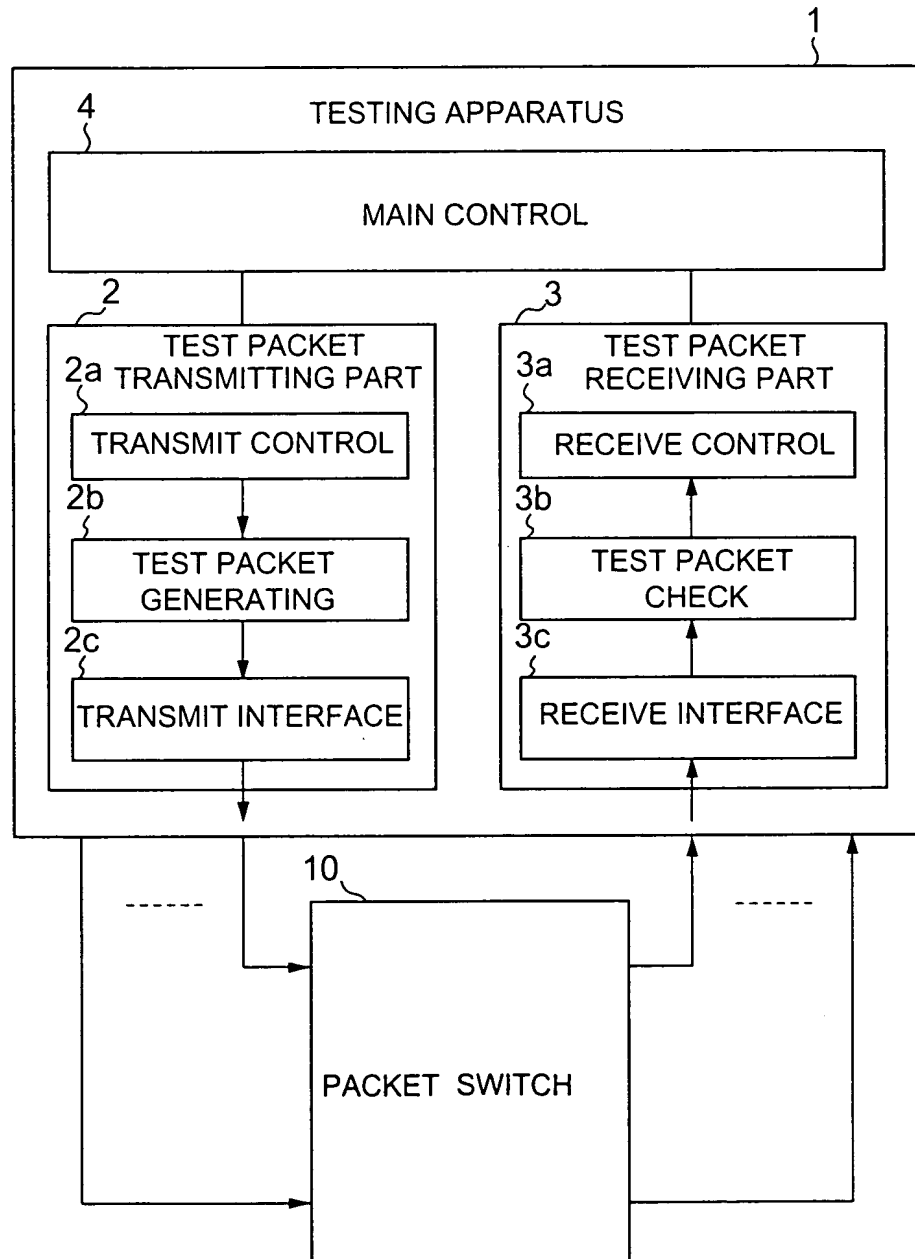 1
TESTING APPARATUS
4
MAIN CONTROL
2
TEST PACKET
TRANSMITTING PART
2a
TRANSMIT CONTROL
2b
TEST PACKET
GENERATING
2c
TRANSMIT INTERFACE
3
TEST PACKET
RECEIVING PART
3a
RECEIVE CONTROL
3b
TEST PACKET
CHECK
3c
RECEIVE INTERFACE
10
PACKET SWITCH